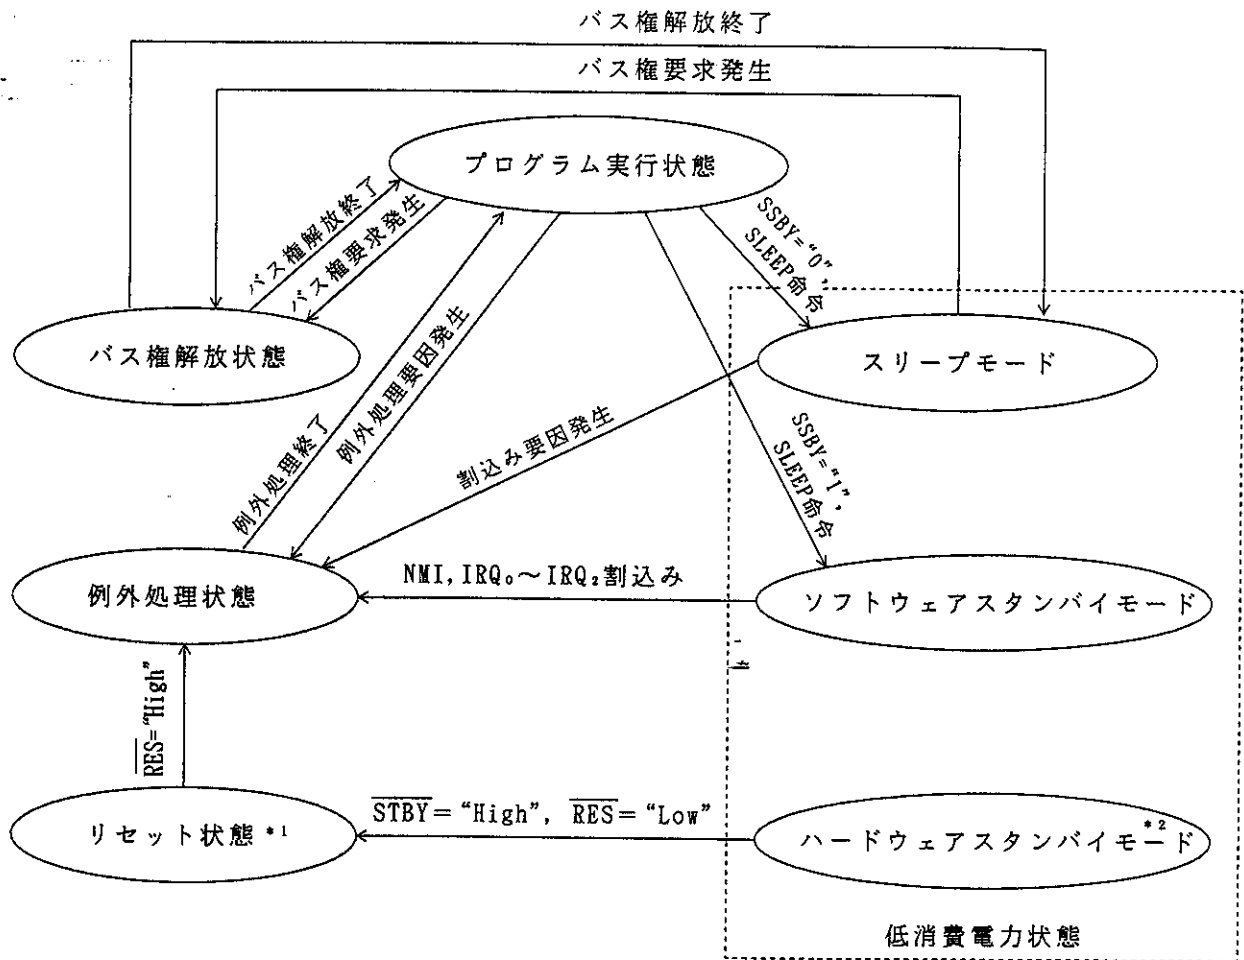 バス権解放終了
バス権要求発生
プログラム実行状態
バス権解放終了
バス権要求発生
SSBY=“0”,
SLEEP命令
バス権解放状態
スリープモード
例外処理終了
例外処理要因発生
割込み要因発生
SSBY=“1”,
SLEEP命令
例外処理状態
NMI, IRQ₀～IRQ₂割込み
ソフトウェアスタンバイモード
RES=“High”
リセット状態*1
STBY=“High”, RES=“Low”
ハードウェアスタンバイモード*2
低消費電力状態